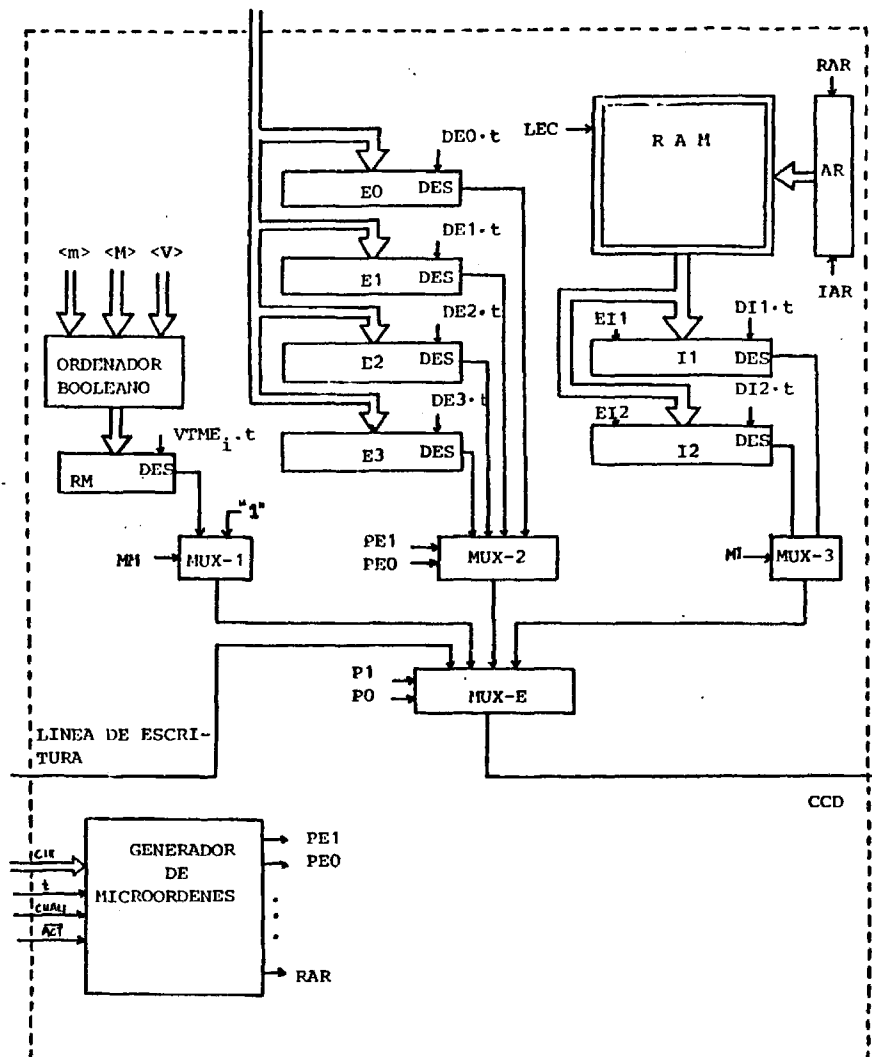 RAR
LEC
R A M
AR
IAR
DE0·t
E0 DES
DE1·t
E1 DES
DE2·t
E2 DES
DE3·t
E3 DES
<m> <M> <V>
ORDENADOR
BOOLEANO
VTMEi·t
RM DES
"1"
MM
MUX-1
PE1
PE0
MUX-2
EI1
DI1·t
I1 DES
EI2
DI2·t
I2 DES
MI
MUX-3
P1
P0
MUX-E
LINEA DE ESCRI-
TURA
CCD
GENERADOR
DE
MICROORDENES
t
ACT
PE1
PE0
RAR